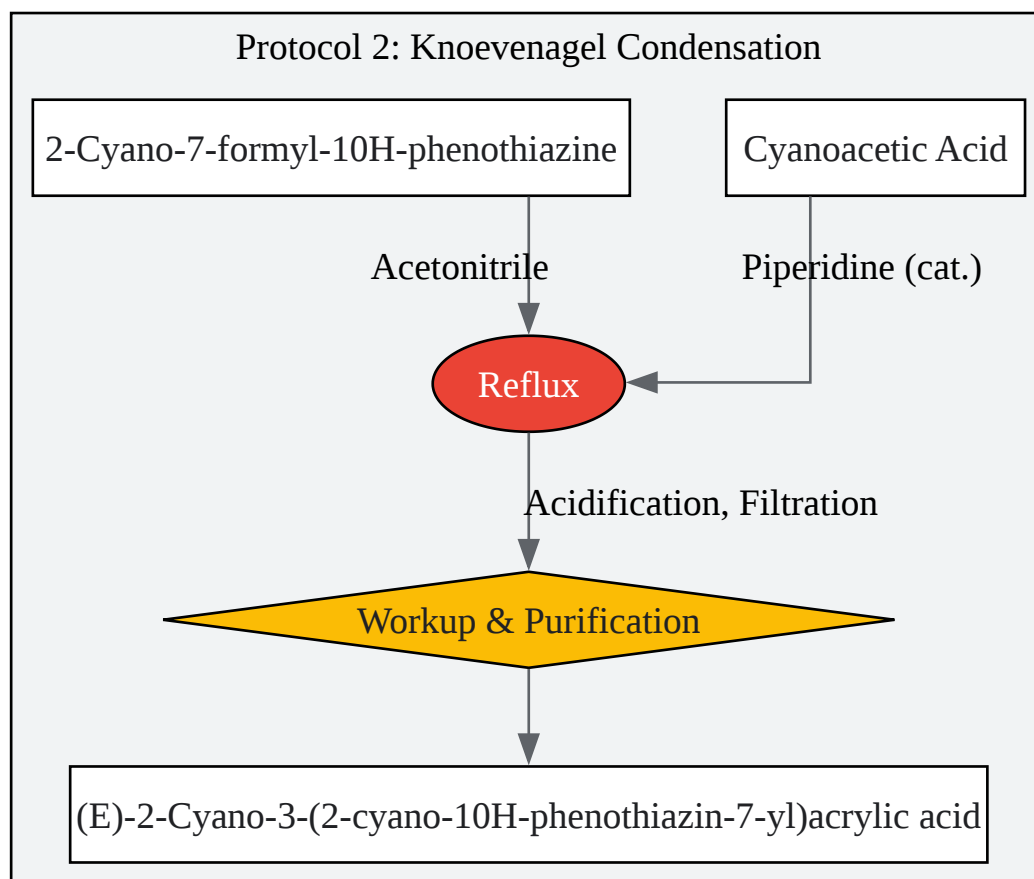 Protocol 2: Knoevenagel Condensation
2-Cyano-7-formyl-10H-phenothiazine
Cyanoacetic Acid
Acetonitrile
Piperidine (cat.)
Reflux
Acidification, Filtration
Workup & Purification
(E)-2-Cyano-3-(2-cyano-10H-phenothiazin-7-yl)acrylic acid